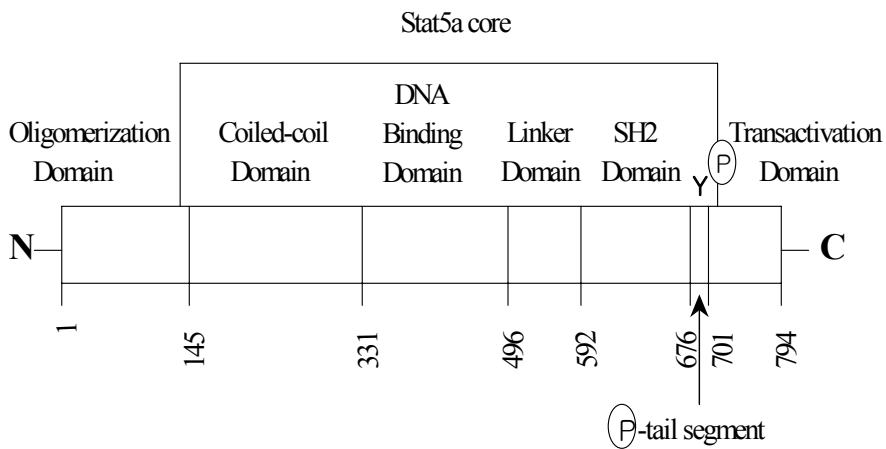 Stat5a core
Oligomerization
Domain
Coiled-coil
Domain
DNA
Binding
Domain
Linker
Domain
SH2
Domain
Y
P
Transactivation
Domain
N
C
1
145
331
496
592
676
701
794
P-tail segment